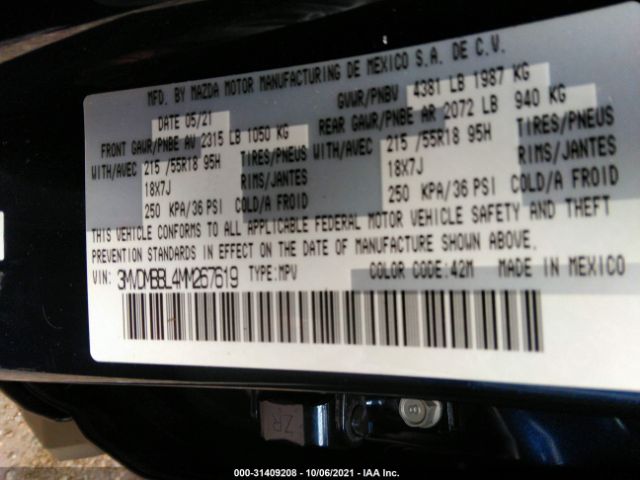 MFD. BY MAZDA MOTOR MANUFACTURING DE MEXICO S.A. DE C.V.
DATE 05/21 GVWR/PNBV 4381 LB 1987 KG
FRONT GAWR/PNBE AV 2315 LB 1050 KG REAR GAWR/PNBE AR 2072 LB 940 KG
WITH/AVEC 215 /55R18 95H TIRES/PNEUS WITH/AVEC 215 /55R18 95H TIRES/PNEUS
18X7J RIMS/JANTES 18X7J RIMS/JANTES
250 KPA/36 PSI COLD/A FROID 250 KPA/36 PSI COLD/A FROID
THIS VEHICLE CONFORMS TO ALL APPLICABLE FEDERAL MOTOR VEHICLE SAFETY AND THEFT
PREVENTION STANDARDS IN EFFECT ON THE DATE OF MANUFACTURE SHOWN ABOVE.
VIN: 3MVDMBBL4MM267619 TYPE:MPV COLOR CODE:42M MADE IN MEXICO
ZR
000-31409208 - 10/06/2021 - IAA Inc.